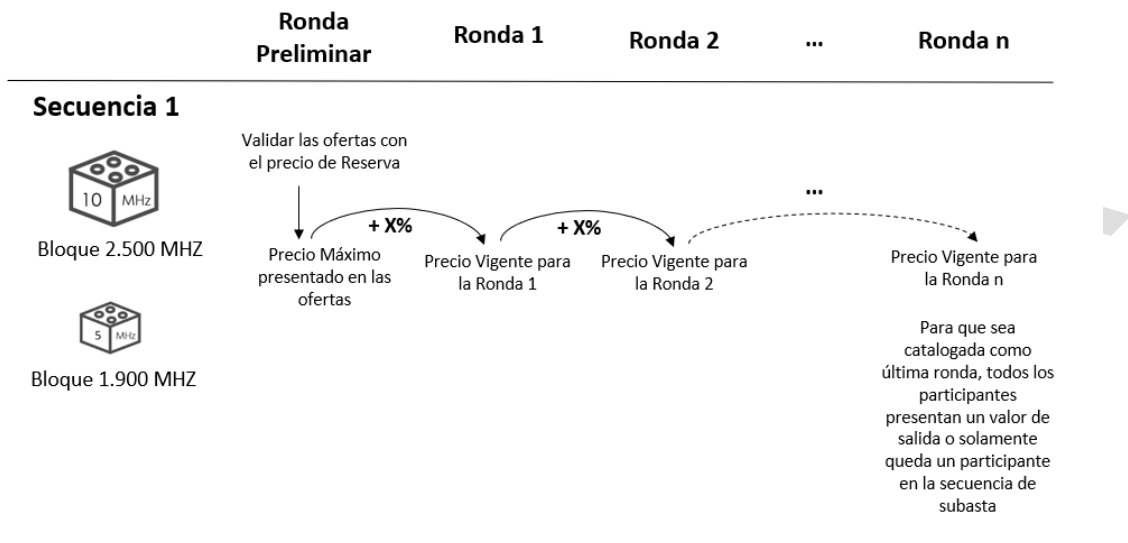 Ronda
Preliminar
Ronda 1
Ronda 2
...
Ronda n
Secuencia 1
10 MHz
Bloque 2.500 MHZ
5 MHz
Bloque 1.900 MHZ
Validar las ofertas con
el precio de Reserva
+ X%
+ X%
...
Precio Máximo
presentado en las
ofertas
Precio Vigente para
la Ronda 1
Precio Vigente para
la Ronda 2
Precio Vigente para
la Ronda n
Para que sea
catalogada como
última ronda, todos los
participantes
presentan un valor de
salida o solamente
queda un participante
en la secuencia de
subasta